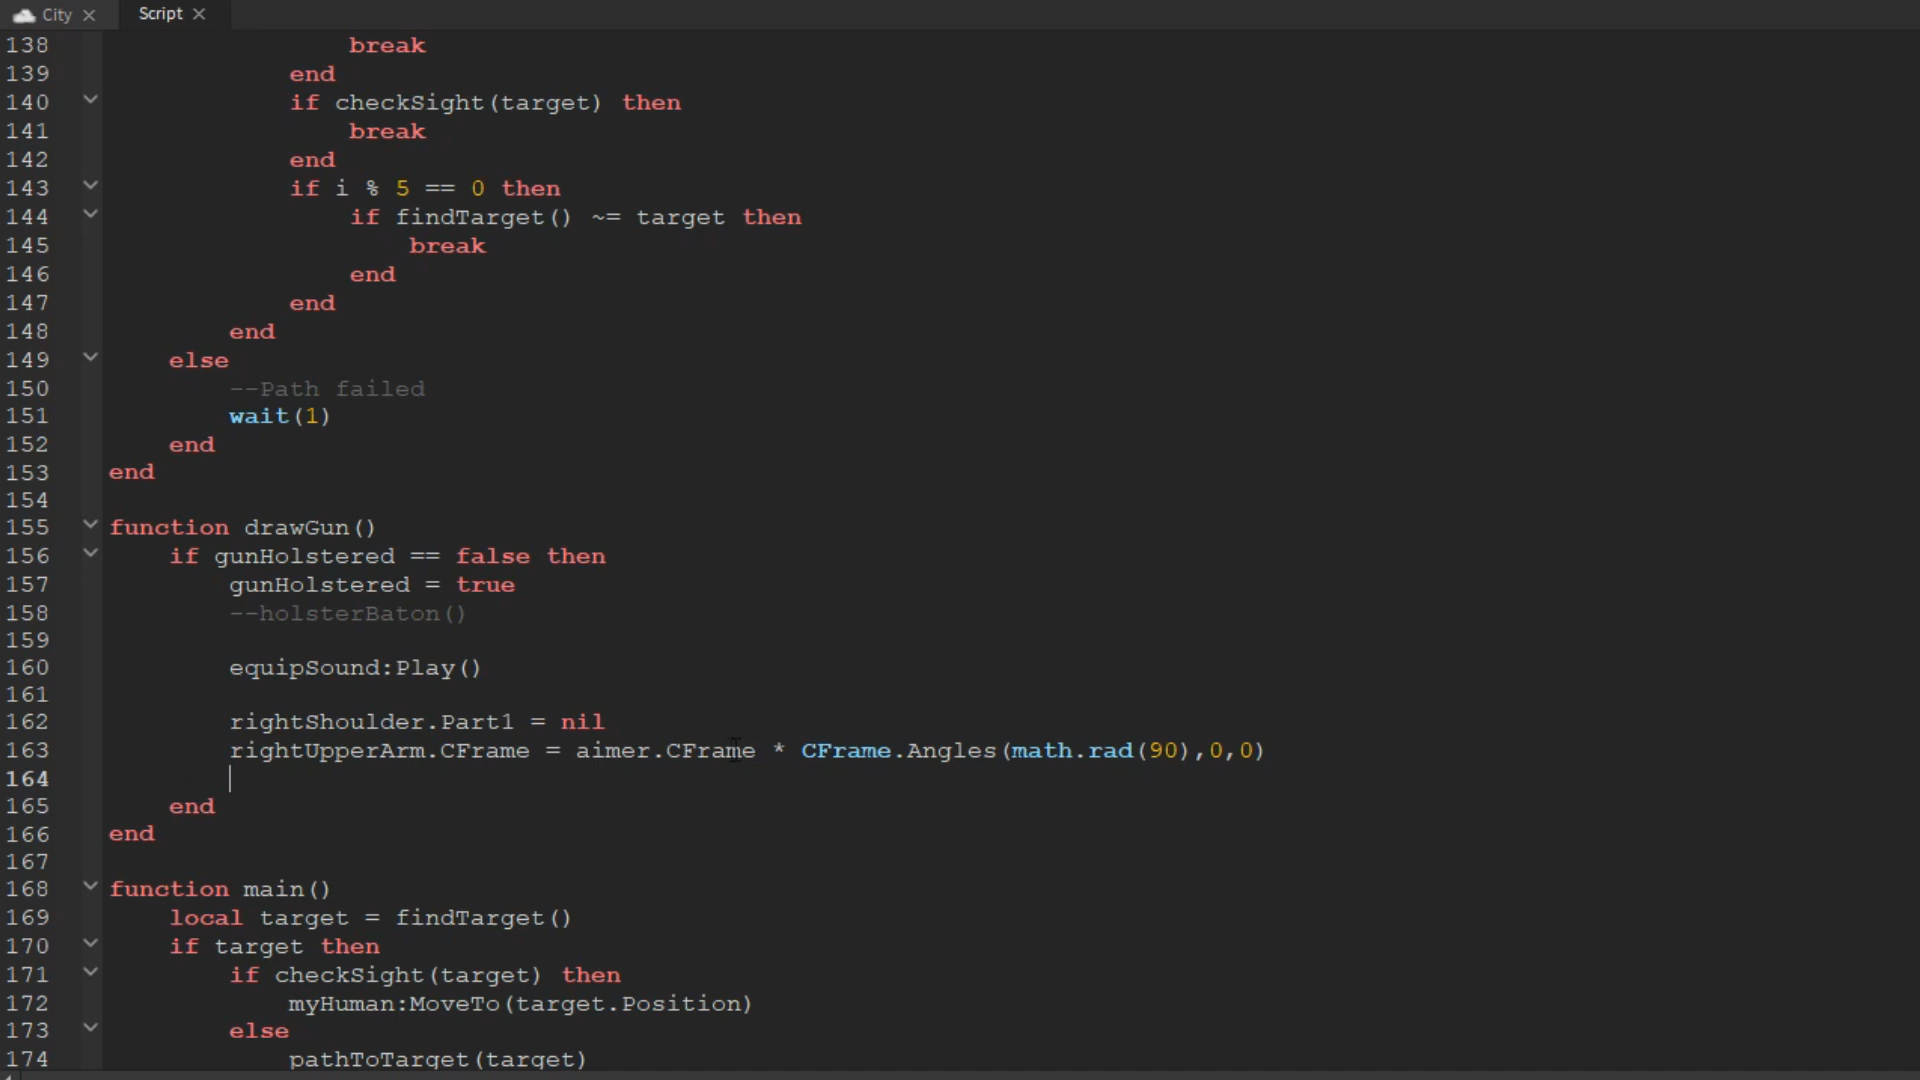 City
Script
138 break
139 end
140 if checkSight(target) then
141 break
142 end
143 if i % 5 == 0 then
144 if findTarget() ~= target then
145 break
146 end
147 end
148 end
149 else
150 --Path failed
151 wait(1)
152 end
153 end
154
155 function drawGun()
156 if gunHolstered == false then
157 gunHolstered = true
158 --holsterBaton()
159
160 equipSound:Play()
161
162 rightShoulder.Part1 = nil
163 rightUpperArm.CFrame = aimer.CFrame * CFrame.Angles(math.rad(90),0,0)
164
165 end
166 end
167
168 function main()
169 local target = findTarget()
170 if target then
171 if checkSight(target) then
172 myHuman:MoveTo(target.Position)
173 else
174 pathToTarget(target)